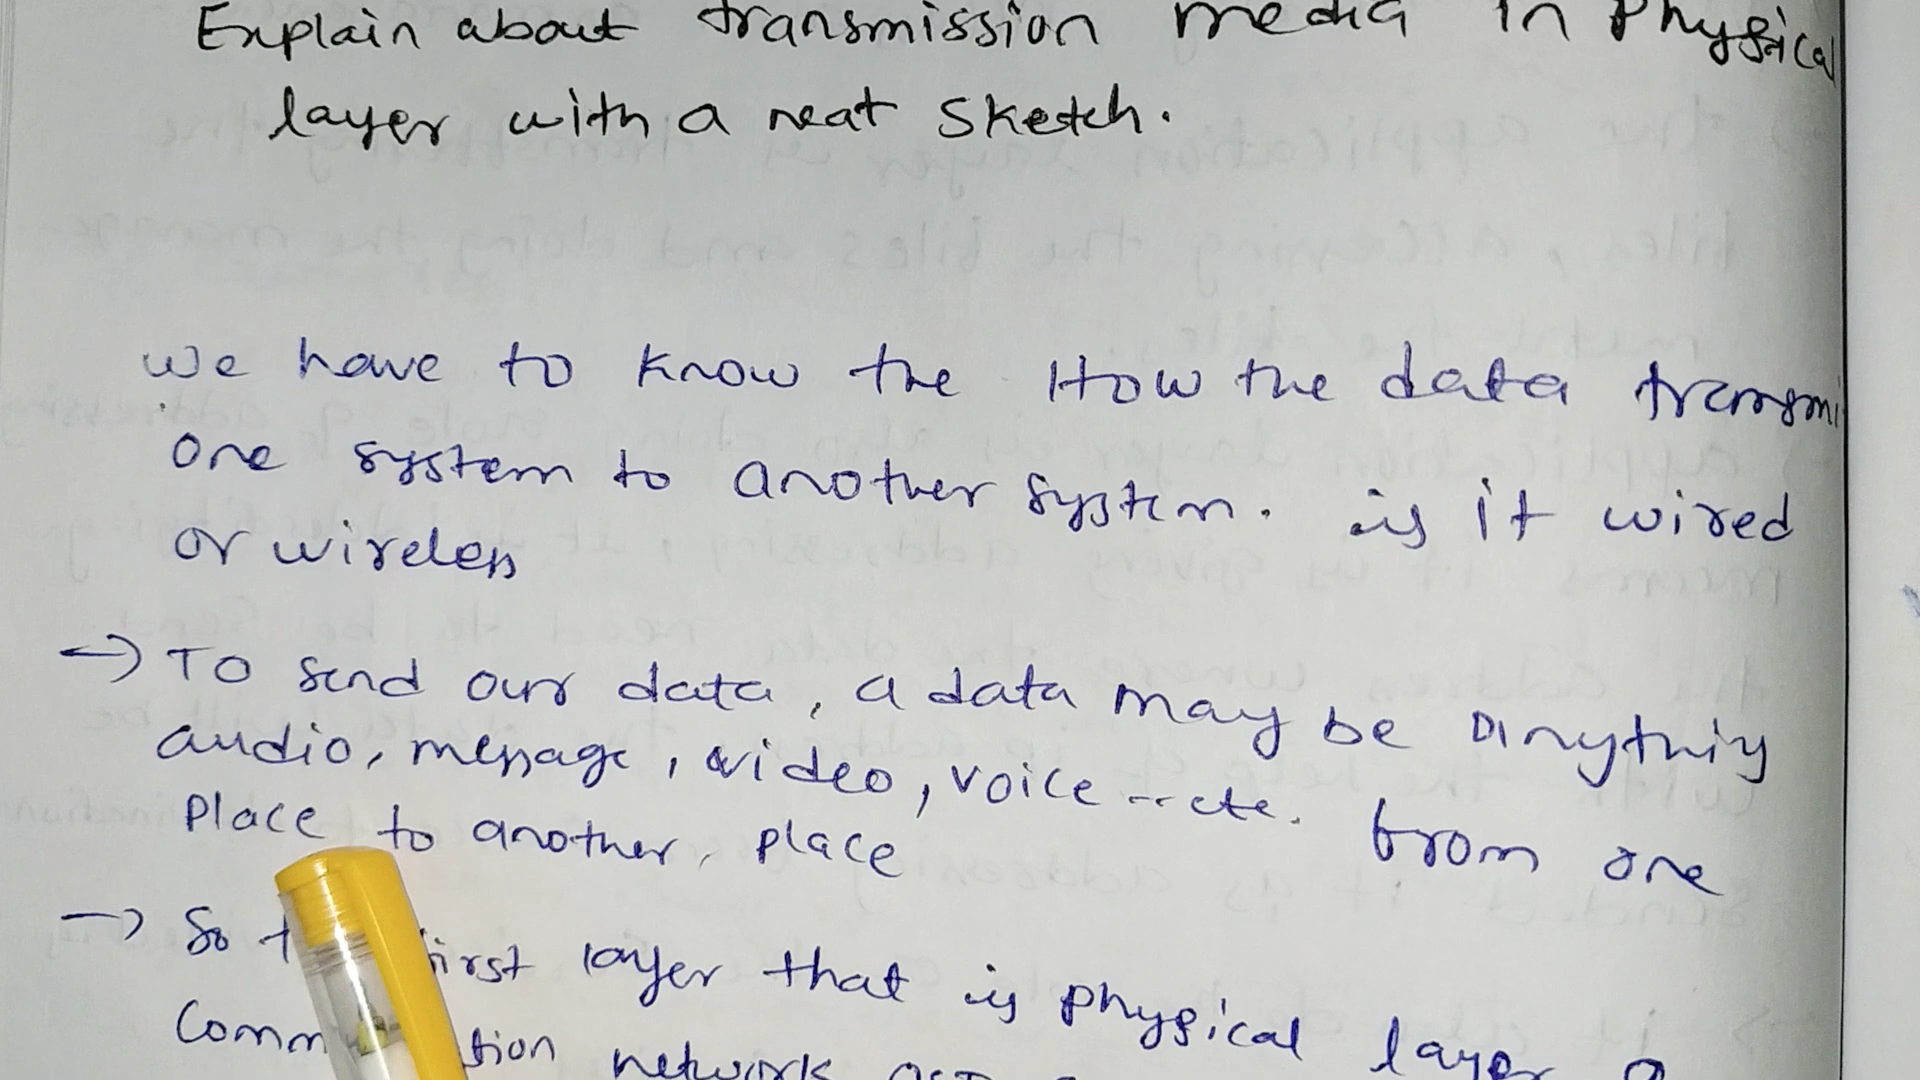 Explain about transmission media in Physical
layer with a neat sketch.
we have to know the How the data transmi
one system to another system. is it wired
or wireless
→ To send our data, a data may be anything
audio, message, video, voice --etc. from one
place to another, place
→ So first layer that is physical layer
network